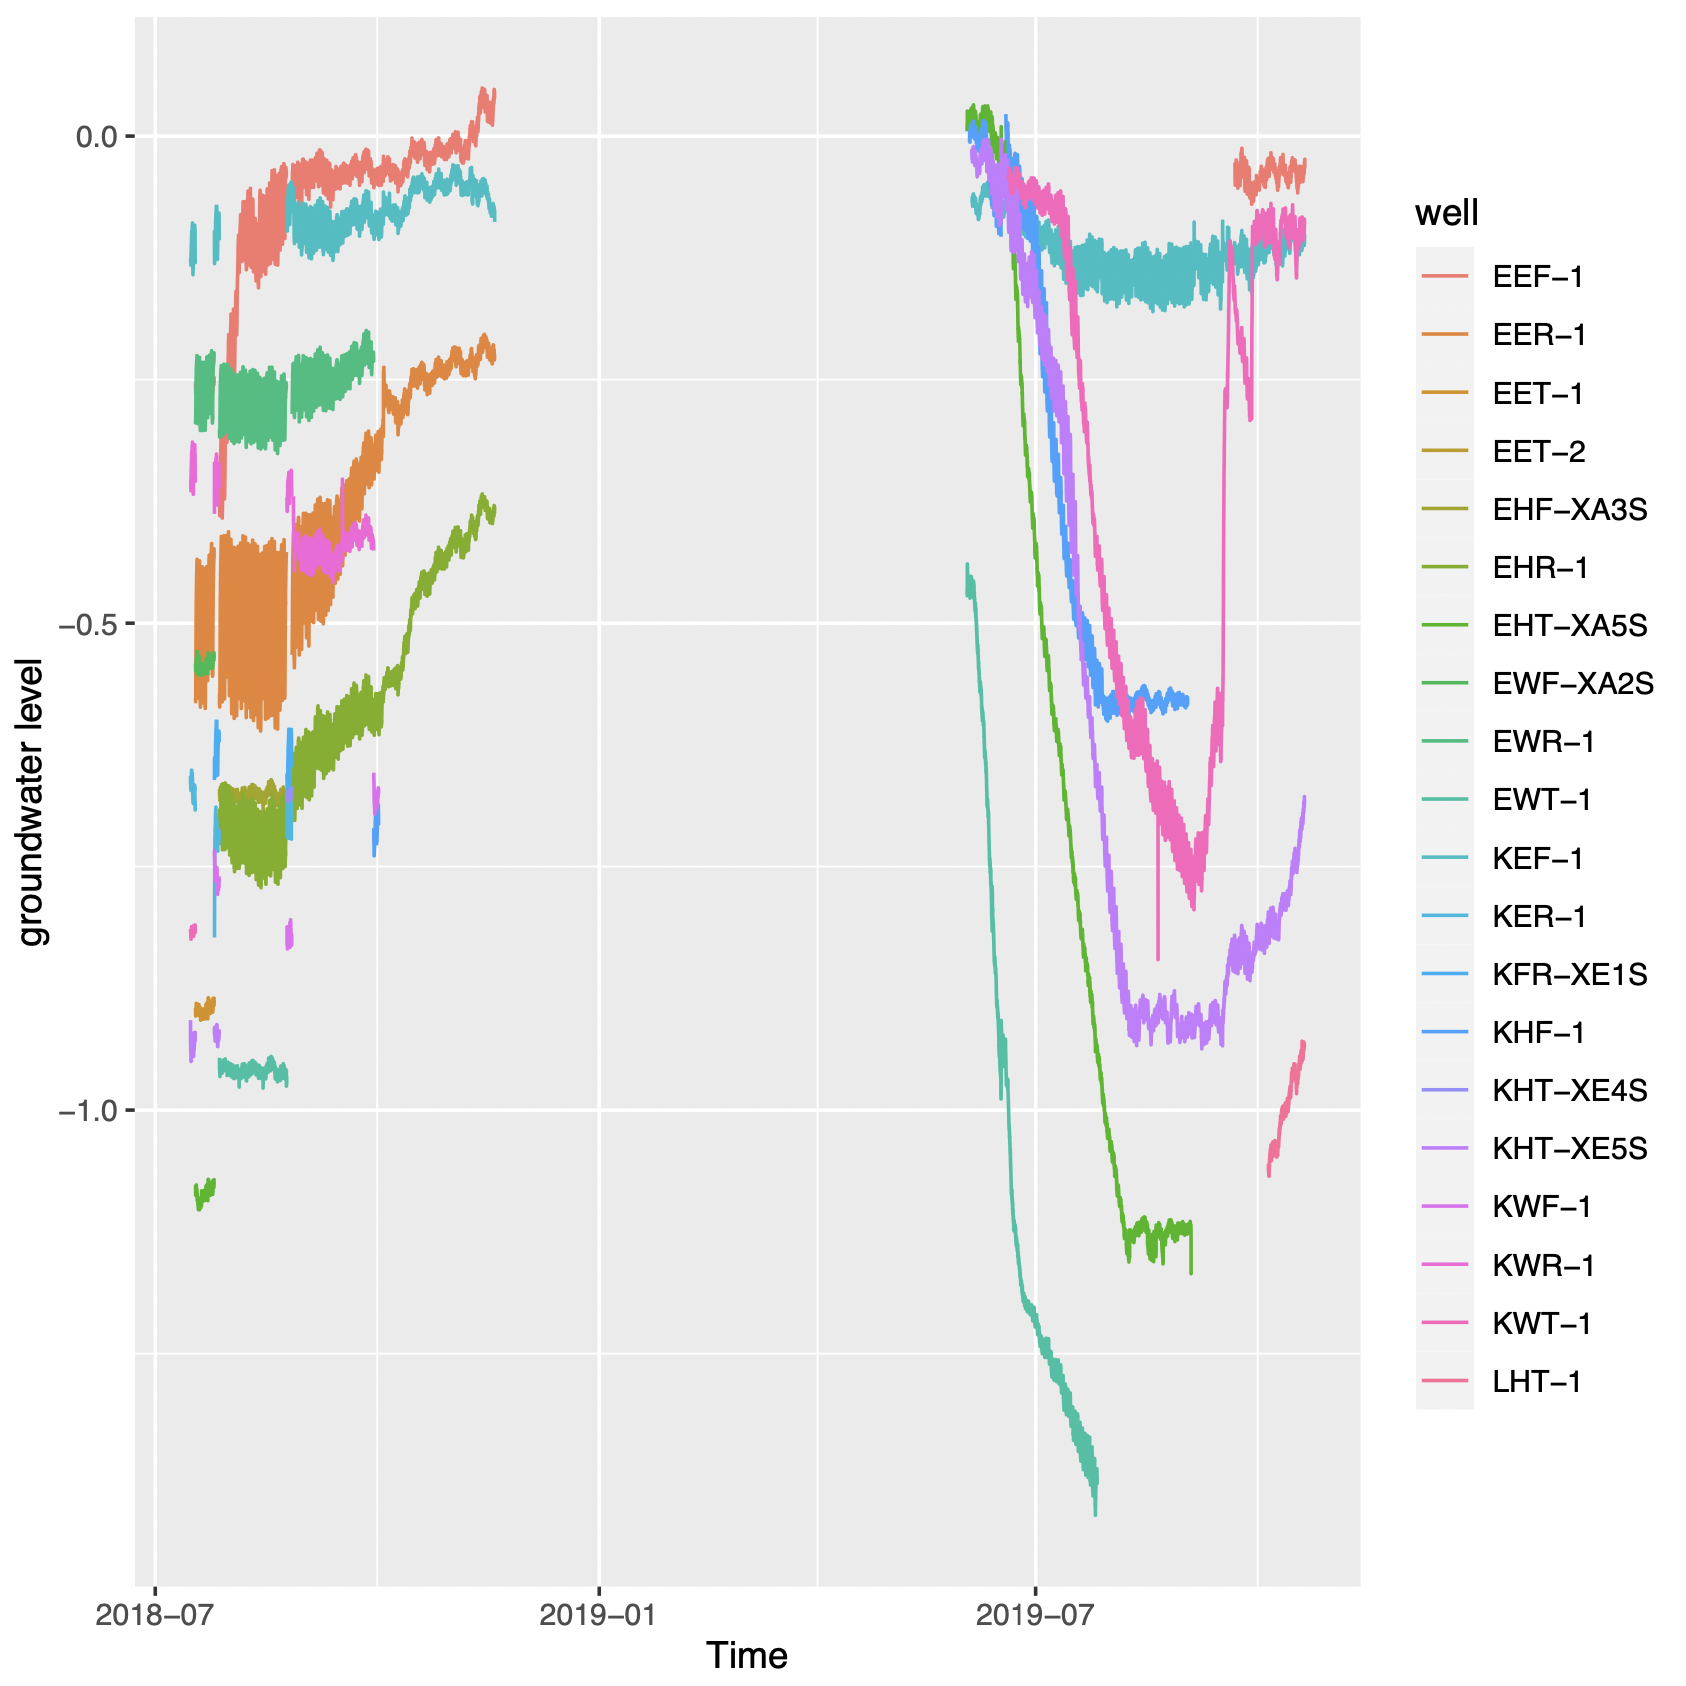 0.0
−0.5
−1.0
groundwater level
2018−07
2019−01
2019−07
Time
well
EEF−1
EER−1
EET−1
EET−2
EHF−XA3S
EHR−1
EHT−XA5S
EWF−XA2S
EWR−1
EWT−1
KEF−1
KER−1
KFR−XE1S
KHF−1
KHT−XE4S
KHT−XE5S
KWF−1
KWR−1
KWT−1
LHT−1